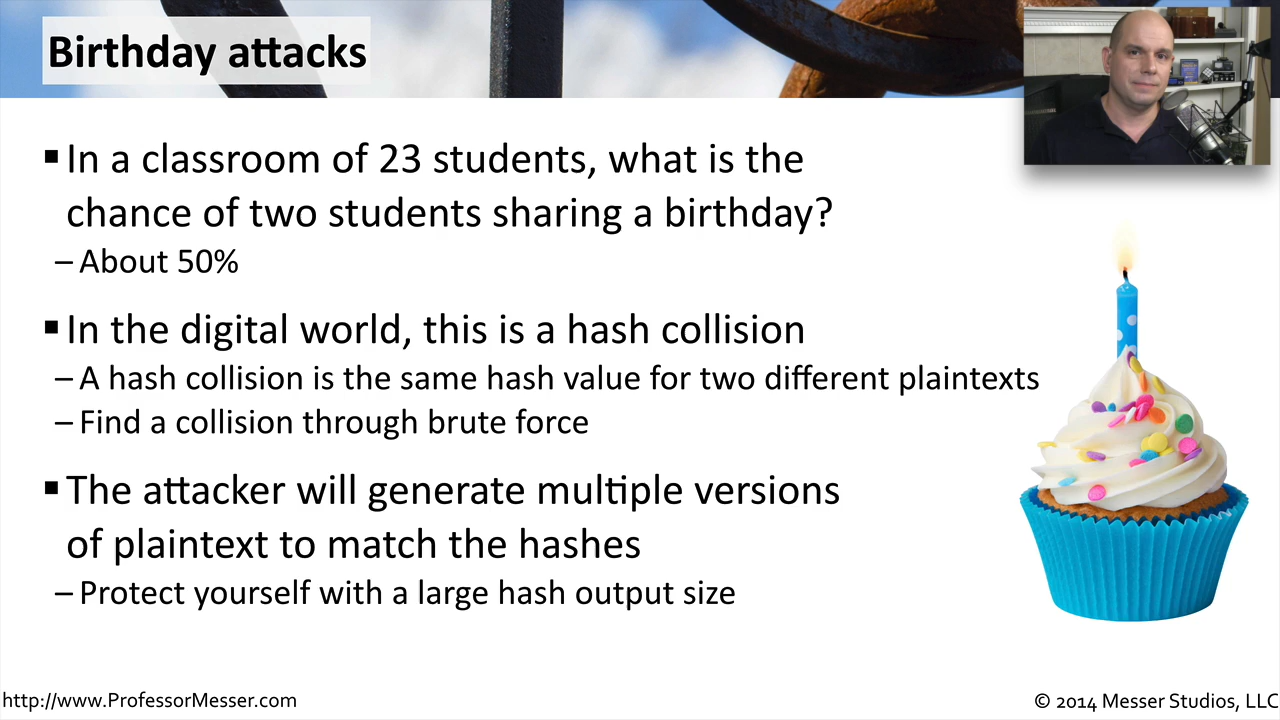 Birthday attacks
▪ In a classroom of 23 students, what is the
chance of two students sharing a birthday?
– About 50%
▪ In the digital world, this is a hash collision
– A hash collision is the same hash value for two different plaintexts
– Find a collision through brute force
▪ The attacker will generate multiple versions
of plaintext to match the hashes
– Protect yourself with a large hash output size
http://www.ProfessorMesser.com
© 2014 Messer Studios, LLC